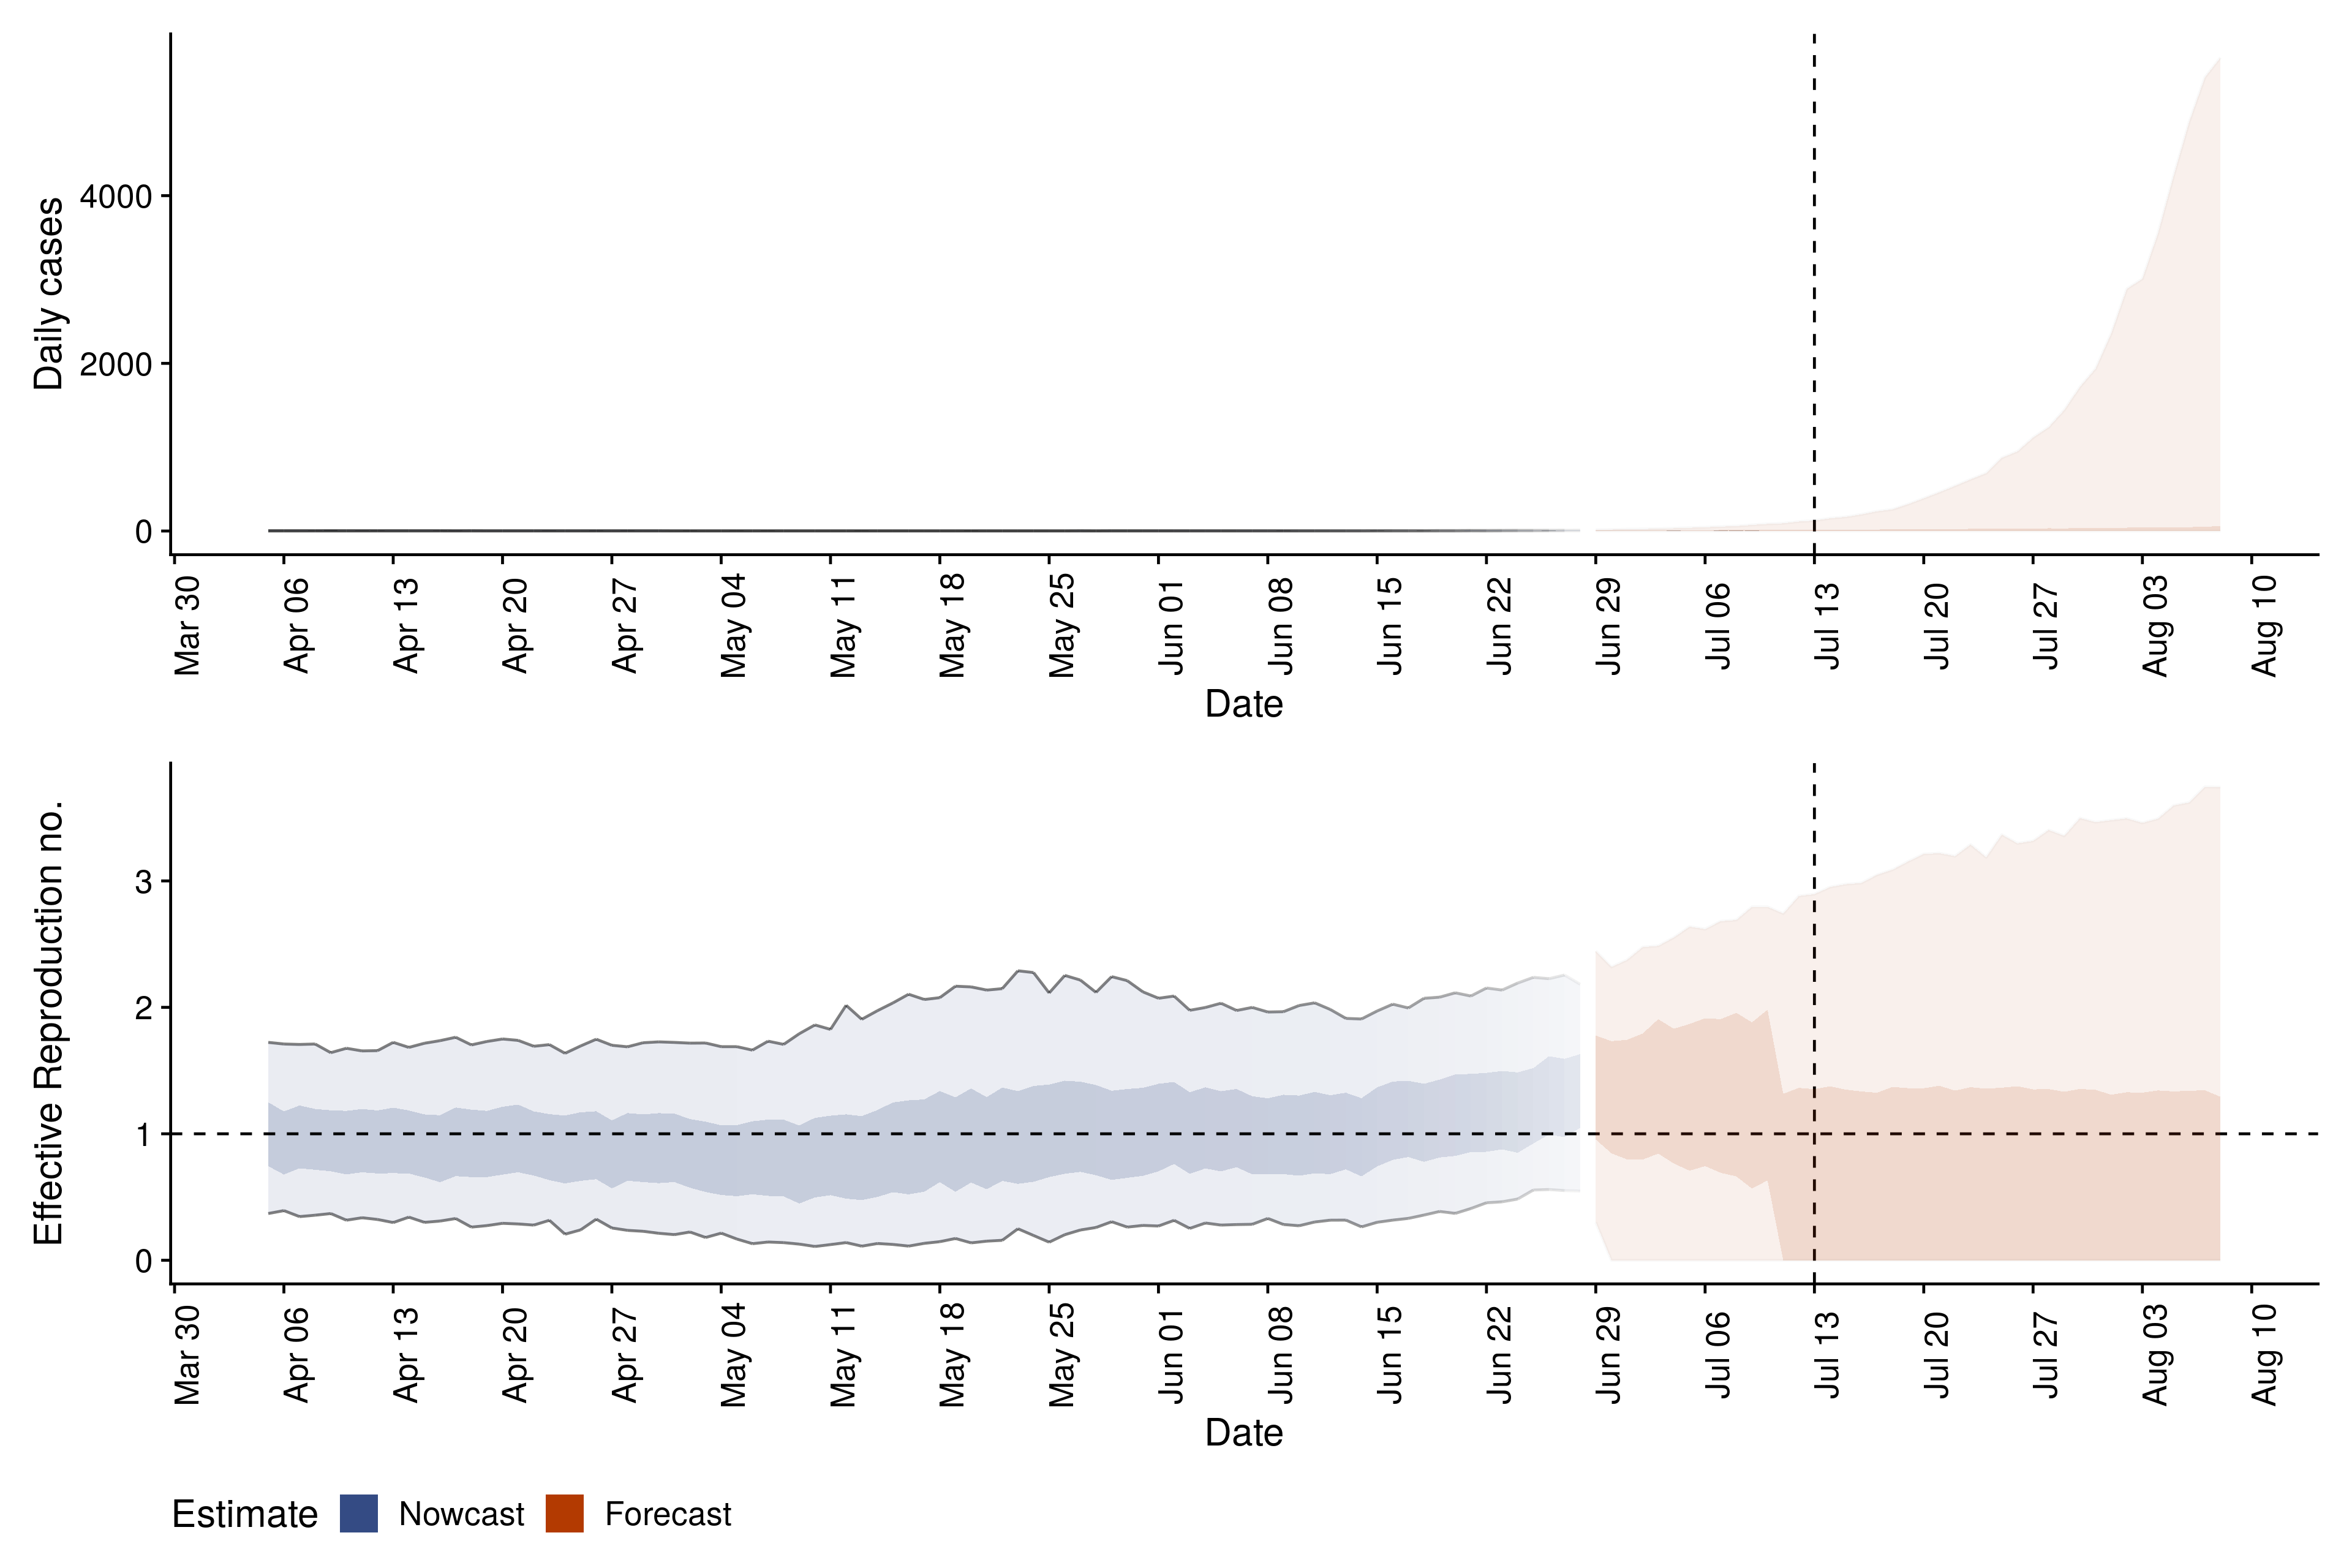 Daily cases
4000
2000
0
Mar 30 Apr 06 Apr 13 Apr 20 Apr 27 May 04 May 11 May 18 May 25 Jun 01 Jun 08 Jun 15 Jun 22 Jun 29 Jul 06 Jul 13 Jul 20 Jul 27 Aug 03 Aug 10
Date
Effective Reproduction no.
3
2
1
0
Mar 30 Apr 06 Apr 13 Apr 20 Apr 27 May 04 May 11 May 18 May 25 Jun 01 Jun 08 Jun 15 Jun 22 Jun 29 Jul 06 Jul 13 Jul 20 Jul 27 Aug 03 Aug 10
Date
Estimate Nowcast Forecast